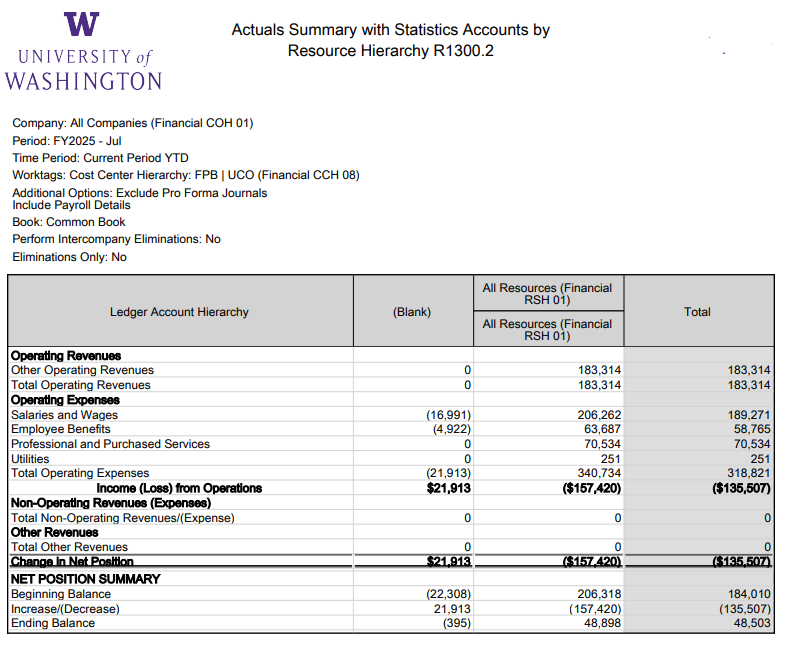 W
UNIVERSITY of
WASHINGTON
Actuals Summary with Statistics Accounts by
Resource Hierarchy R1300.2
Company: All Companies (Financial COH 01)
Period: FY2025 - Jul
Time Period: Current Period YTD
Worktags: Cost Center Hierarchy: FPB | UCO (Financial CCH 08)
Additional Options: Exclude Pro Forma Journals
Include Payroll Details
Book: Common Book
Perform Intercompany Eliminations: No
Eliminations Only: No
Ledger Account Hierarchy (Blank) All Resources (Financial
RSH 01)
All Resources (Financial
RSH 01) Total
Operating Revenues
Other Operating Revenues 0 183,314 183,314
Total Operating Revenues 0 183,314 183,314
Operating Expenses
Salaries and Wages (16,991) 206,262 189,271
Employee Benefits (4,922) 63,687 58,765
Professional and Purchased Services 0 70,534 70,534
Utilities 0 251 251
Total Operating Expenses (21,913) 340,734 318,821
Income (Loss) from Operations $21,913 ($157,420) ($135,507)
Non-Operating Revenues (Expenses)
Total Non-Operating Revenues/(Expense) 0 0 0
Other Revenues
Total Other Revenues 0 0 0
Change in Net Position $21,913 ($157,420) ($135,507)
NET POSITION SUMMARY
Beginning Balance (22,308) 206,318 184,010
Increase/(Decrease) 21,913 (157,420) (135,507)
Ending Balance (395) 48,898 48,503